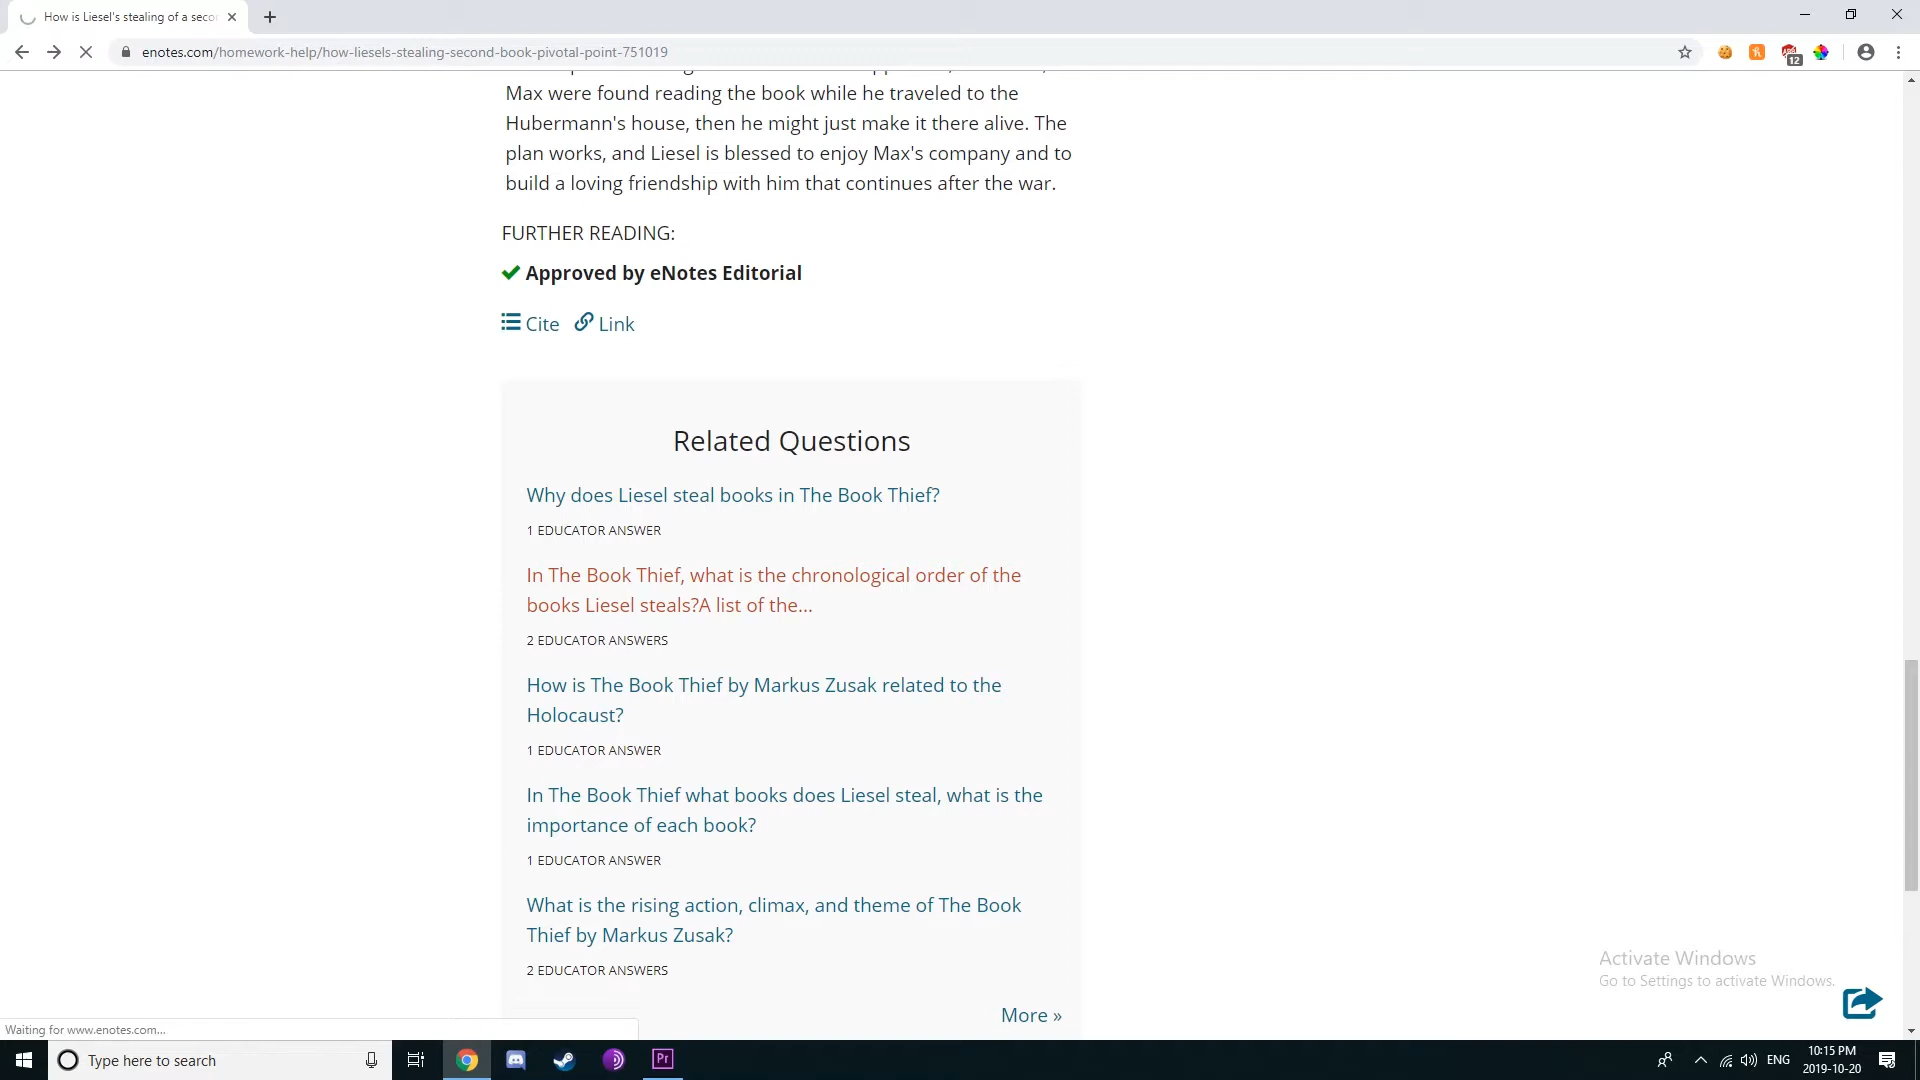 How is Liesel's stealing of a secor
enotes.com/homework-help/how-liesels-stealing-second-book-pivotal-point-751019
12
Max were found reading the book while he traveled to the
Hubermann's house, then he might just make it there alive. The
plan works, and Liesel is blessed to enjoy Max's company and to
build a loving friendship with him that continues after the war.
FURTHER READING:
Approved by eNotes Editorial
Cite Link
Related Questions
Why does Liesel steal books in The Book Thief?
1 EDUCATOR ANSWER
In The Book Thief, what is the chronological order of the
books Liesel steals?A list of the...
2 EDUCATOR ANSWERS
How is The Book Thief by Markus Zusak related to the
Holocaust?
1 EDUCATOR ANSWER
In The Book Thief what books does Liesel steal, what is the
importance of each book?
1 EDUCATOR ANSWER
What is the rising action, climax, and theme of The Book
Thief by Markus Zusak?
2 EDUCATOR ANSWERS
More »
Activate Windows
Go to Settings to activate Windows.
Waiting for www.enotes.com...
Type here to search
Pr
ENG
10:15 PM
2019-10-20